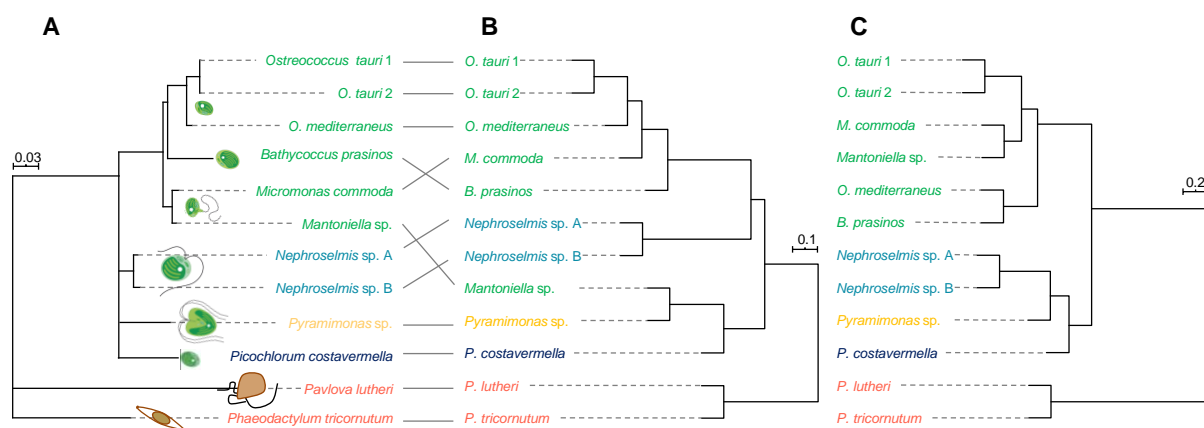 A
B
C
Ostreococcus tauri 1
O. tauri 2
O. mediterraneus
Bathycoccus prasinos
Micromonas commoda
Mantoniella sp.
Nephroselmis sp. A
Nephroselmis sp. B
Pyramimonas sp.
Picochlorum costavermella
Pavlova lutheri
Phaeodactylum tricornutum
0.03
O. tauri 1
O. tauri 2
O. mediterraneus
M. commoda
B. prasinos
Nephroselmis sp. A
Nephroselmis sp. B
Mantoniella sp.
Pyramimonas sp.
P. costavermella
P. lutheri
P. tricornutum
0.1
O. tauri 1
O. tauri 2
M. commoda
Mantoniella sp.
O. mediterraneus
B. prasinos
Nephroselmis sp. A
Nephroselmis sp. B
Pyramimonas sp.
P. costavermella
P. lutheri
P. tricornutum
0.2